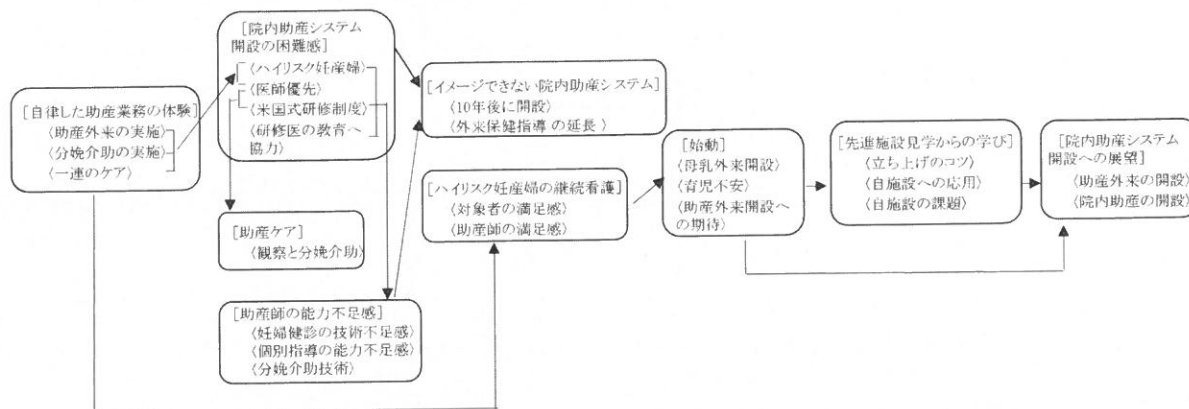 [自律した助産業務の体験]
〈助産外来の実施〉
〈分娩介助の実施〉
〈一連のケア〉
[院内助産システム
開設の困難感]
〈ハイリスク妊産婦〉
〈医師優先〉
〈米国式研修制度〉
〈研修医の教育へ
協力〉
[助産ケア]
〈観察と分娩介助〉
[助産師の能力不足感]
〈妊婦健診の技術不足感〉
〈個別指導の能力不足感〉
〈分娩介助技術〉
[イメージできない院内助産システム]
〈10年後に開設〉
〈外来保健指導の延長〉
[ハイリスク妊産婦の継続看護]
〈対象者の満足感〉
〈助産師の満足感〉
[始動]
〈母乳外来開設〉
〈育児不安〉
〈助産外来開設へ
の期待〉
[先進施設見学からの学び]
〈立ち上げのコツ〉
〈自施設への応用〉
〈自施設の課題〉
[院内助産システム
開設への展望]
〈助産外来の開設〉
〈院内助産の開設〉